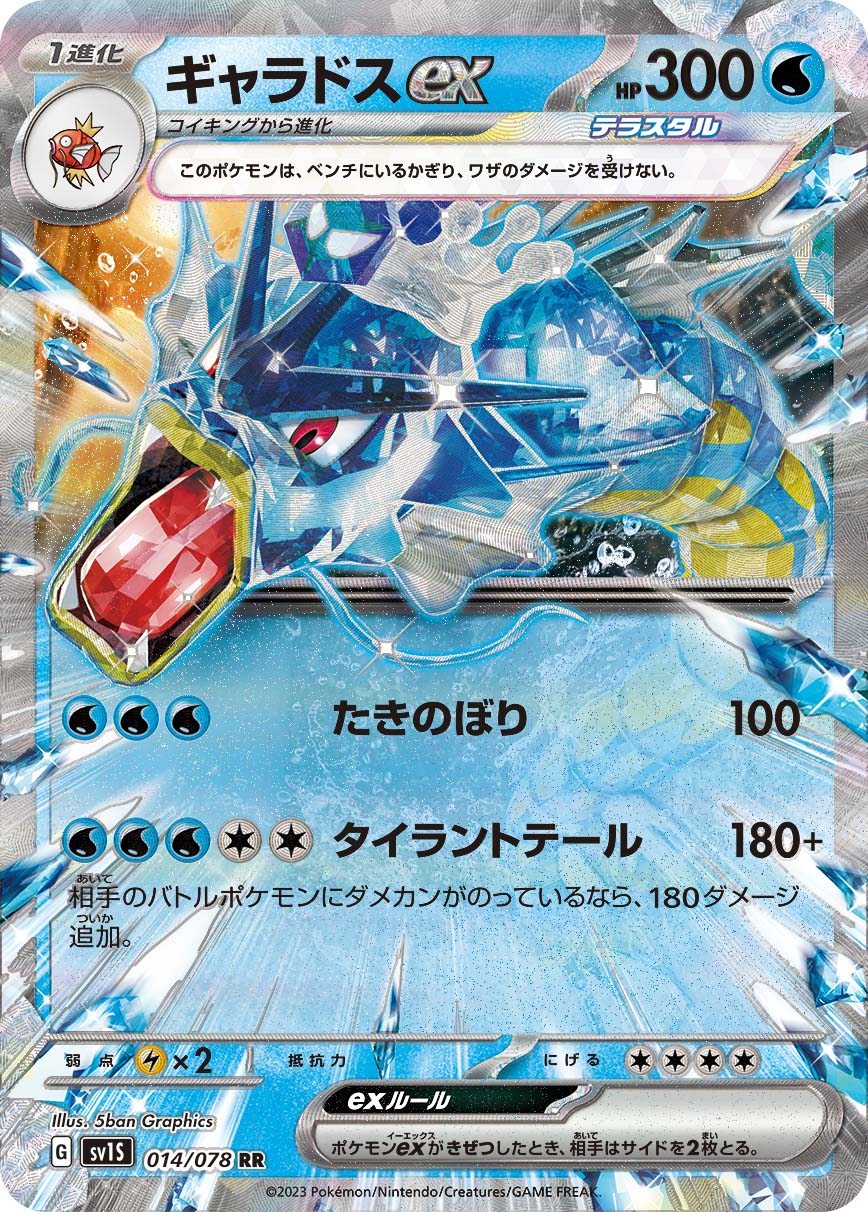 1進化
ギャラドスex HP300
コイキングから進化
テラスタル
このポケモンは、ベンチにいるかぎり、ワザのダメージを受けない。
たきのぼり 100
タイラントテール 180+
相手のバトルポケモンにダメカンがのっているなら、180ダメージ
追加。
弱点 ×2 抵抗力 にげる
exルール
ポケモンexがきぜつしたとき、相手はサイドを2枚とる。
Illus. 5ban Graphics
G sv1S 014/078 RR
©2023 Pokémon/Nintendo/Creatures/GAME FREAK.